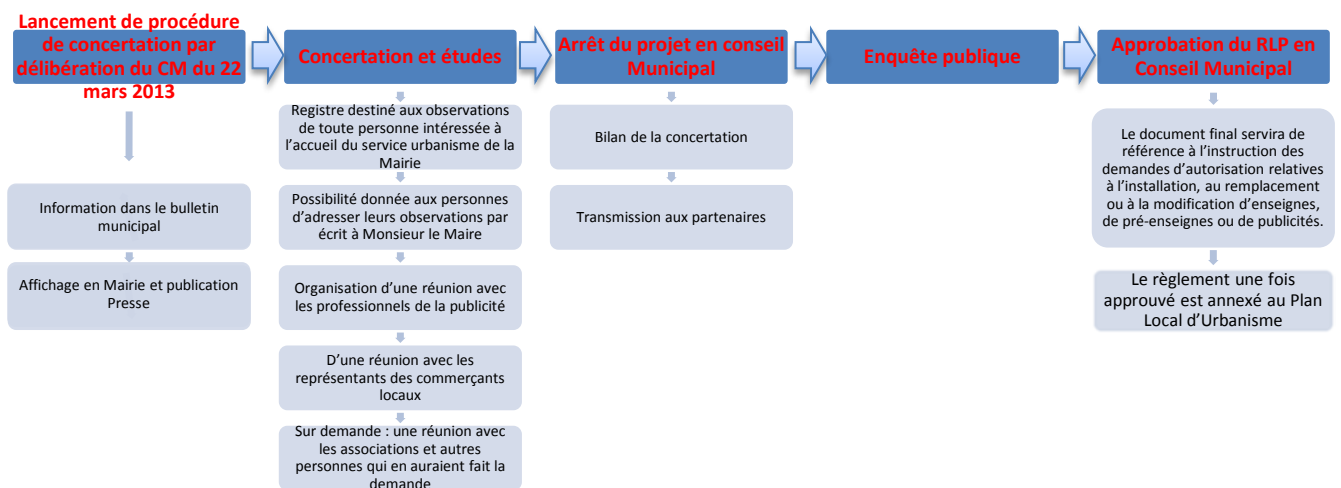 Lancement de procédure
de concertation par
délibération du CM du 22
mars 2013
Information dans le bulletin
municipal
Affichage en Mairie et publication
Presse
Concertation et études
Registre destiné aux observations
de toute personne intéressée à
l’accueil du service urbanisme de la
Mairie
Possibilité donnée aux personnes
d’adresser leurs observations par
écrit à Monsieur le Maire
Organisation d’une réunion avec
les professionnels de la publicité
D’une réunion avec les
représentants des commerçants
locaux
Sur demande : une réunion avec
les associations et autres
personnes qui en auraient fait la
demande
Arrêt du projet en conseil
Municipal
Bilan de la concertation
Transmission aux partenaires
Enquête publique
Approbation du RLP en
Conseil Municipal
Le document final servira de
référence à l’instruction des
demandes d’autorisation relatives
à l’installation, au remplacement
ou à la modification d’enseignes,
de pré-enseignes ou de publicités.
Le règlement une fois
approuvé est annexé au Plan
Local d’Urbanisme